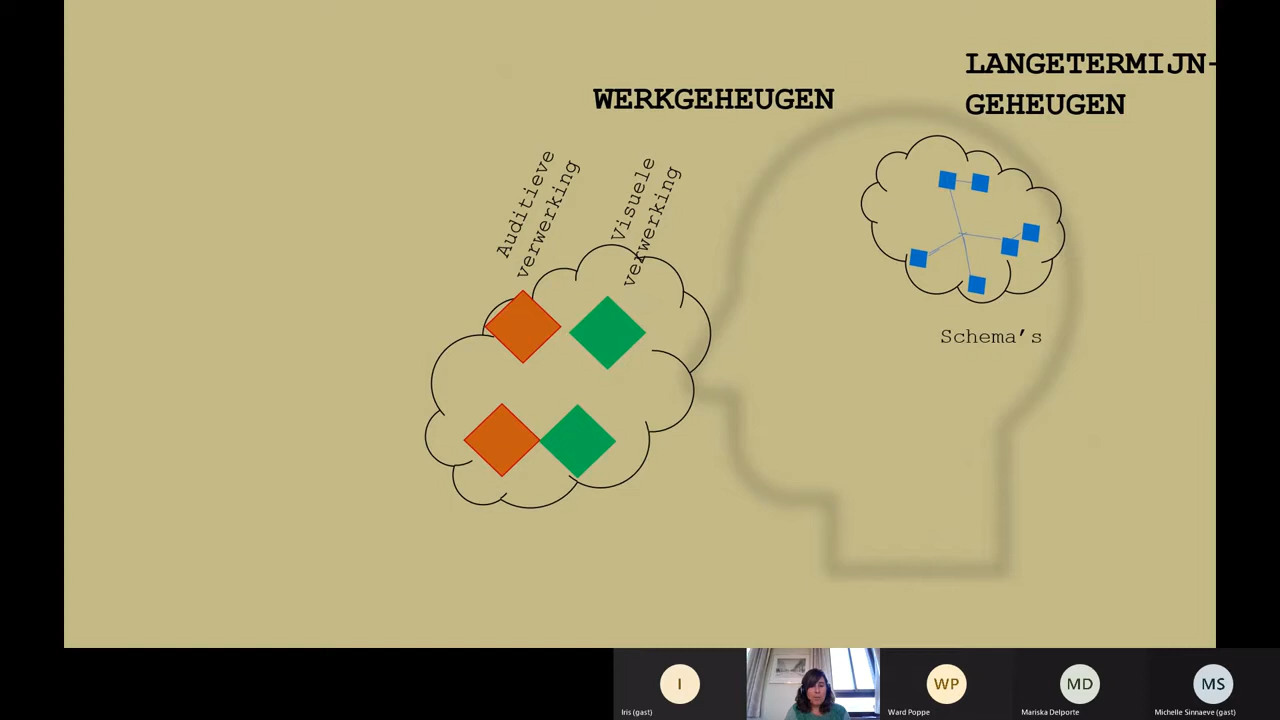 LANGETERMIJN-
GEHEUGEN
WERKGEHEUGEN
Auditieve
verwerking
Visuele
verwerking
Schema’s
I
WP
MD
MS
Iris (gast)
Ward Poppe
Mariska Delporte
Michelle Sinnaeve (gast)